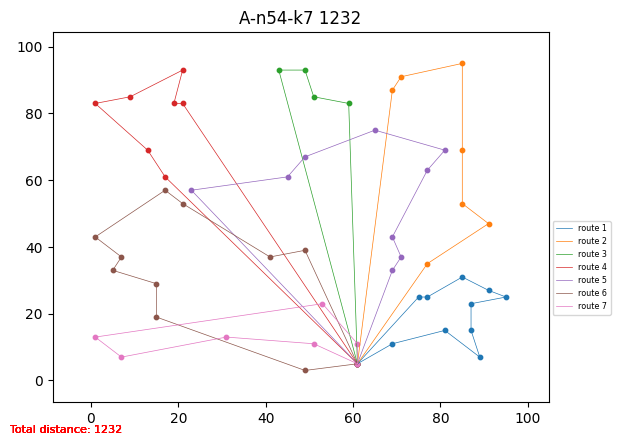 A-n54-k7 1232
100
80
60
40
20
0
0 20 40 60 80 100
route 1
route 2
route 3
route 4
route 5
route 6
route 7
Total distance: 1232